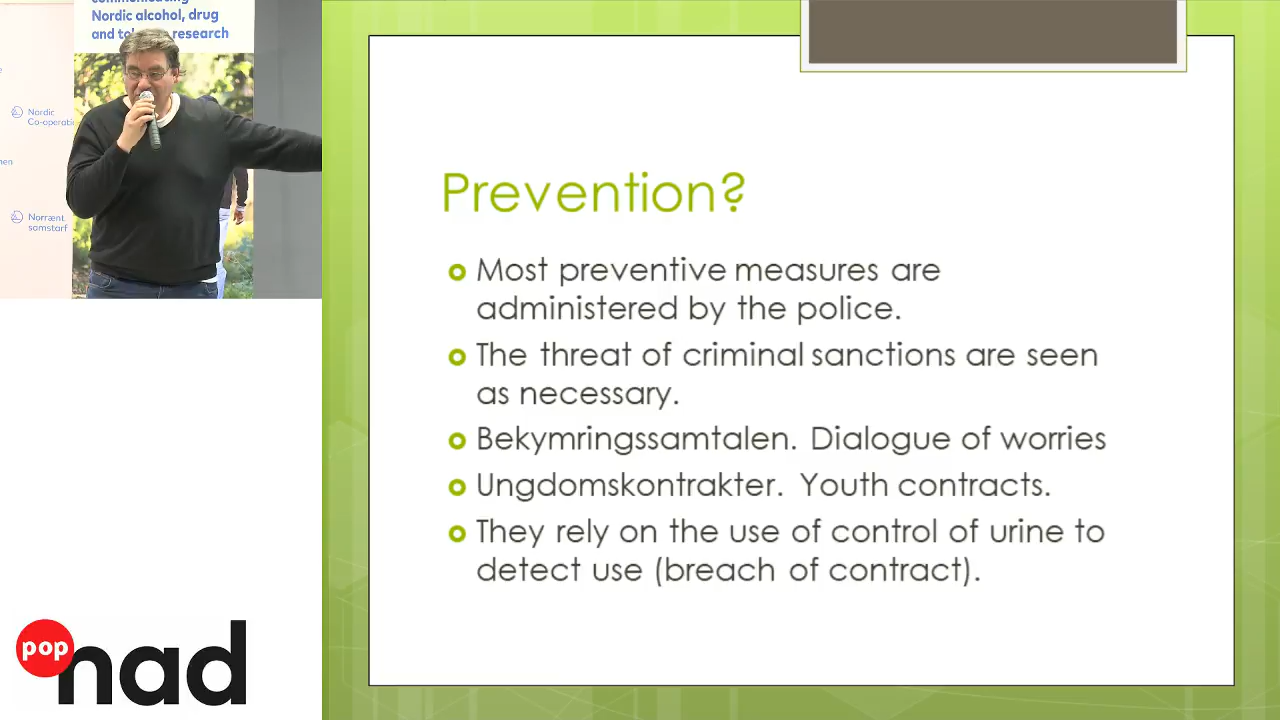 communicating
Nordic alcohol, drug
and research
Nordic
Co-operati
Norrænt
samstarf
pop
nad
Prevention?
Most preventive measures are
administered by the police.
The threat of criminal sanctions are seen
as necessary.
Bekymringssamtalen. Dialogue of worries
Ungdomskontrakter. Youth contracts.
They rely on the use of control of urine to
detect use (breach of contract).